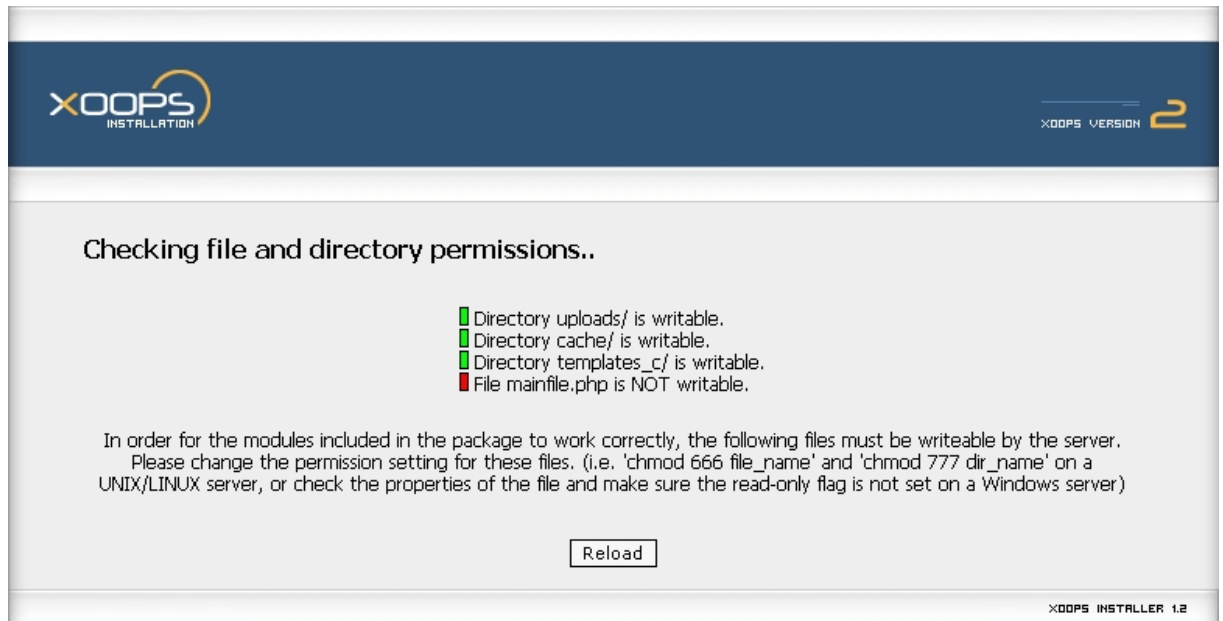 XOOPS
INSTALLATION
XOOPS VERSION 2
Checking file and directory permissions..
Directory uploads/ is writable.
Directory cache/ is writable.
Directory templates_c/ is writable.
File mainfile.php is NOT writable.
In order for the modules included in the package to work correctly, the following files must be writeable by the server.
Please change the permission setting for these files. (i.e. 'chmod 666 file_name' and 'chmod 777 dir_name' on a
UNIX/LINUX server, or check the properties of the file and make sure the read-only flag is not set on a Windows server)
Reload
XOOPS INSTALLER 1.2